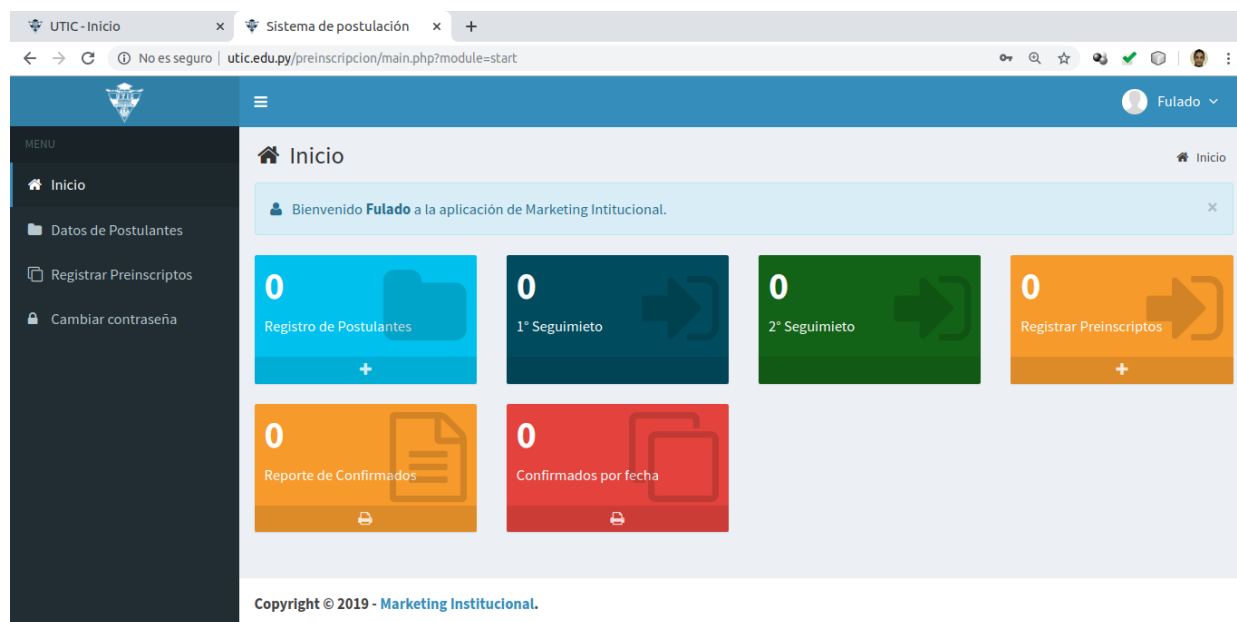 UTIC - Inicio
Sistema de postulación
No es seguro | utic.edu.py/preinscripcion/main.php?module=start
UTIC
Fulado
MENU
Inicio
Datos de Postulantes
Registrar Preinscriptos
Cambiar contraseña
Inicio
Inicio
Bienvenido Fulado a la aplicación de Marketing Intitucional.
0
Registro de Postulantes
0
1° Seguimieto
0
2° Seguimieto
0
Registrar Preinscriptos
0
Reporte de Confirmados
0
Confirmados por fecha
Copyright © 2019 - Marketing Institucional.